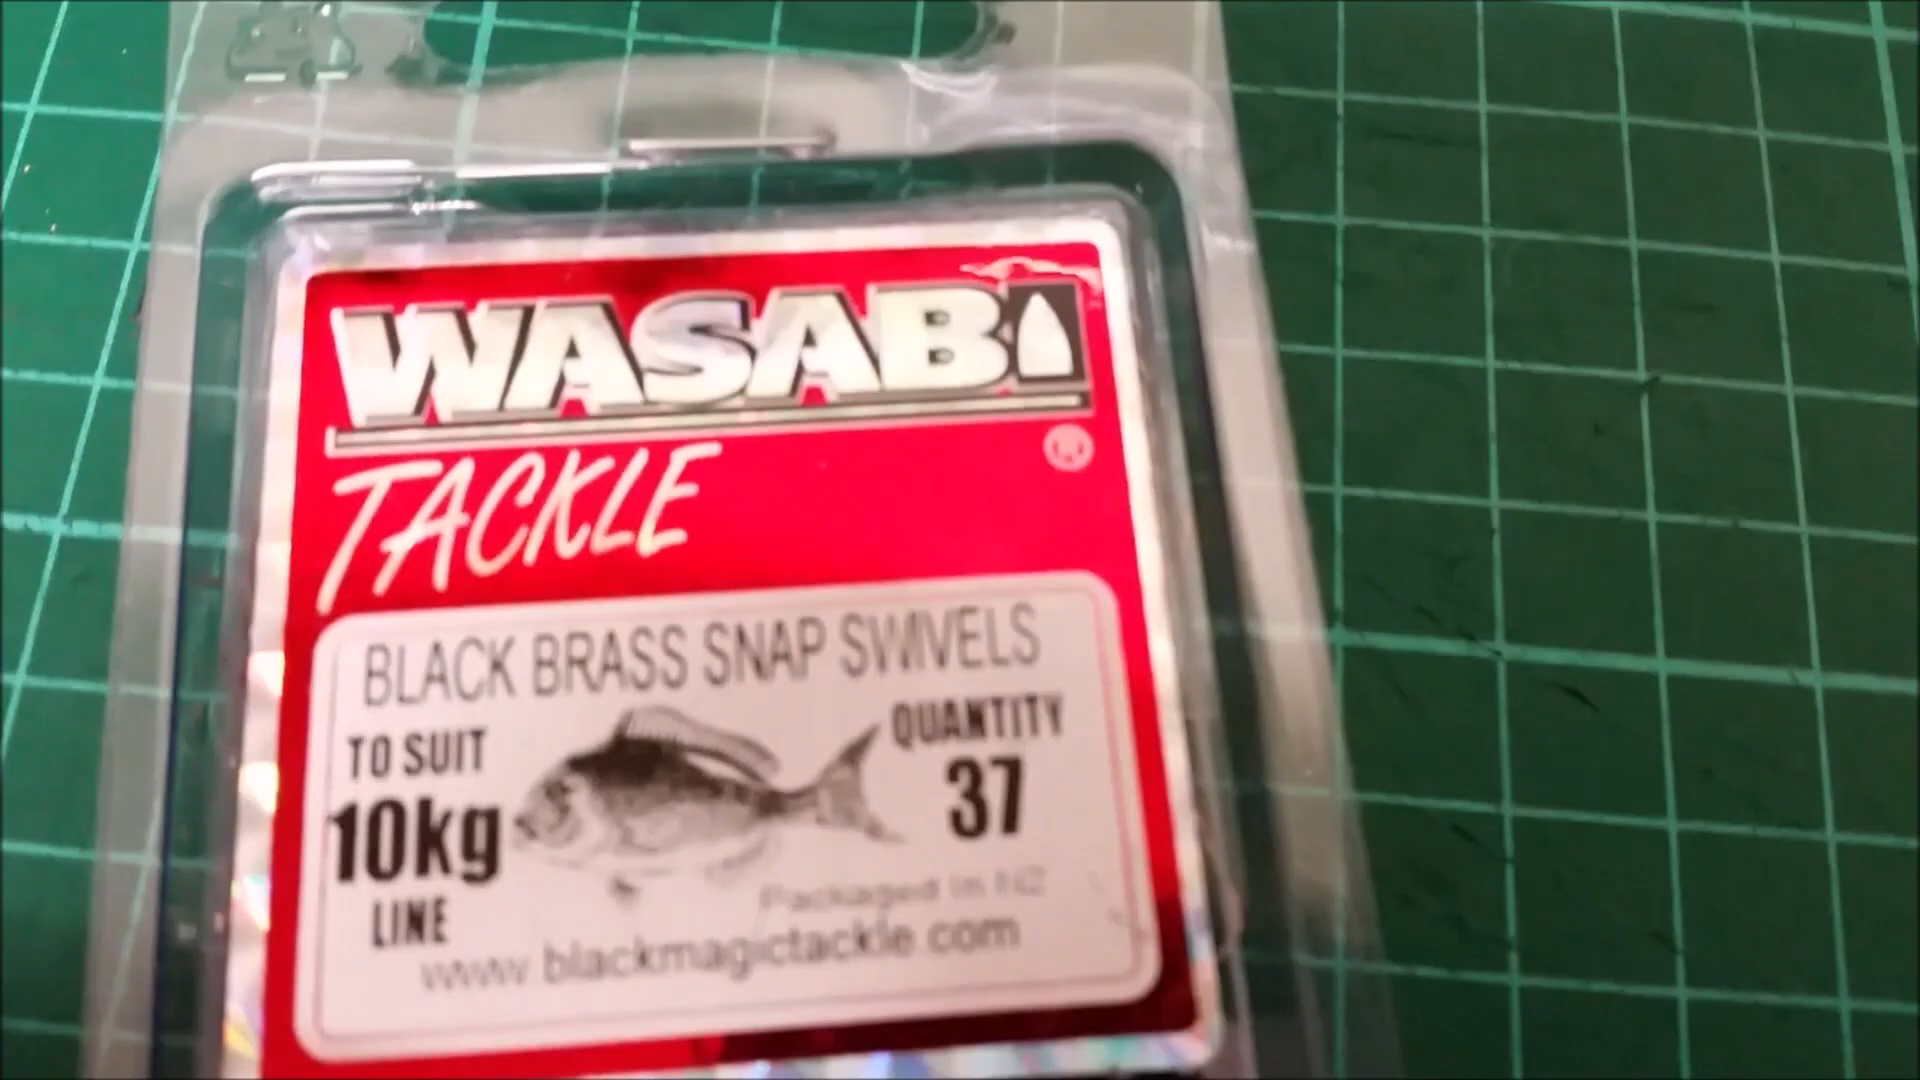 WASABI
TACKLE
®
BLACK BRASS SNAP SWIVELS
TO SUIT
10kg
LINE
QUANTITY
37
Packaged in NZ
www.blackmagictackle.com